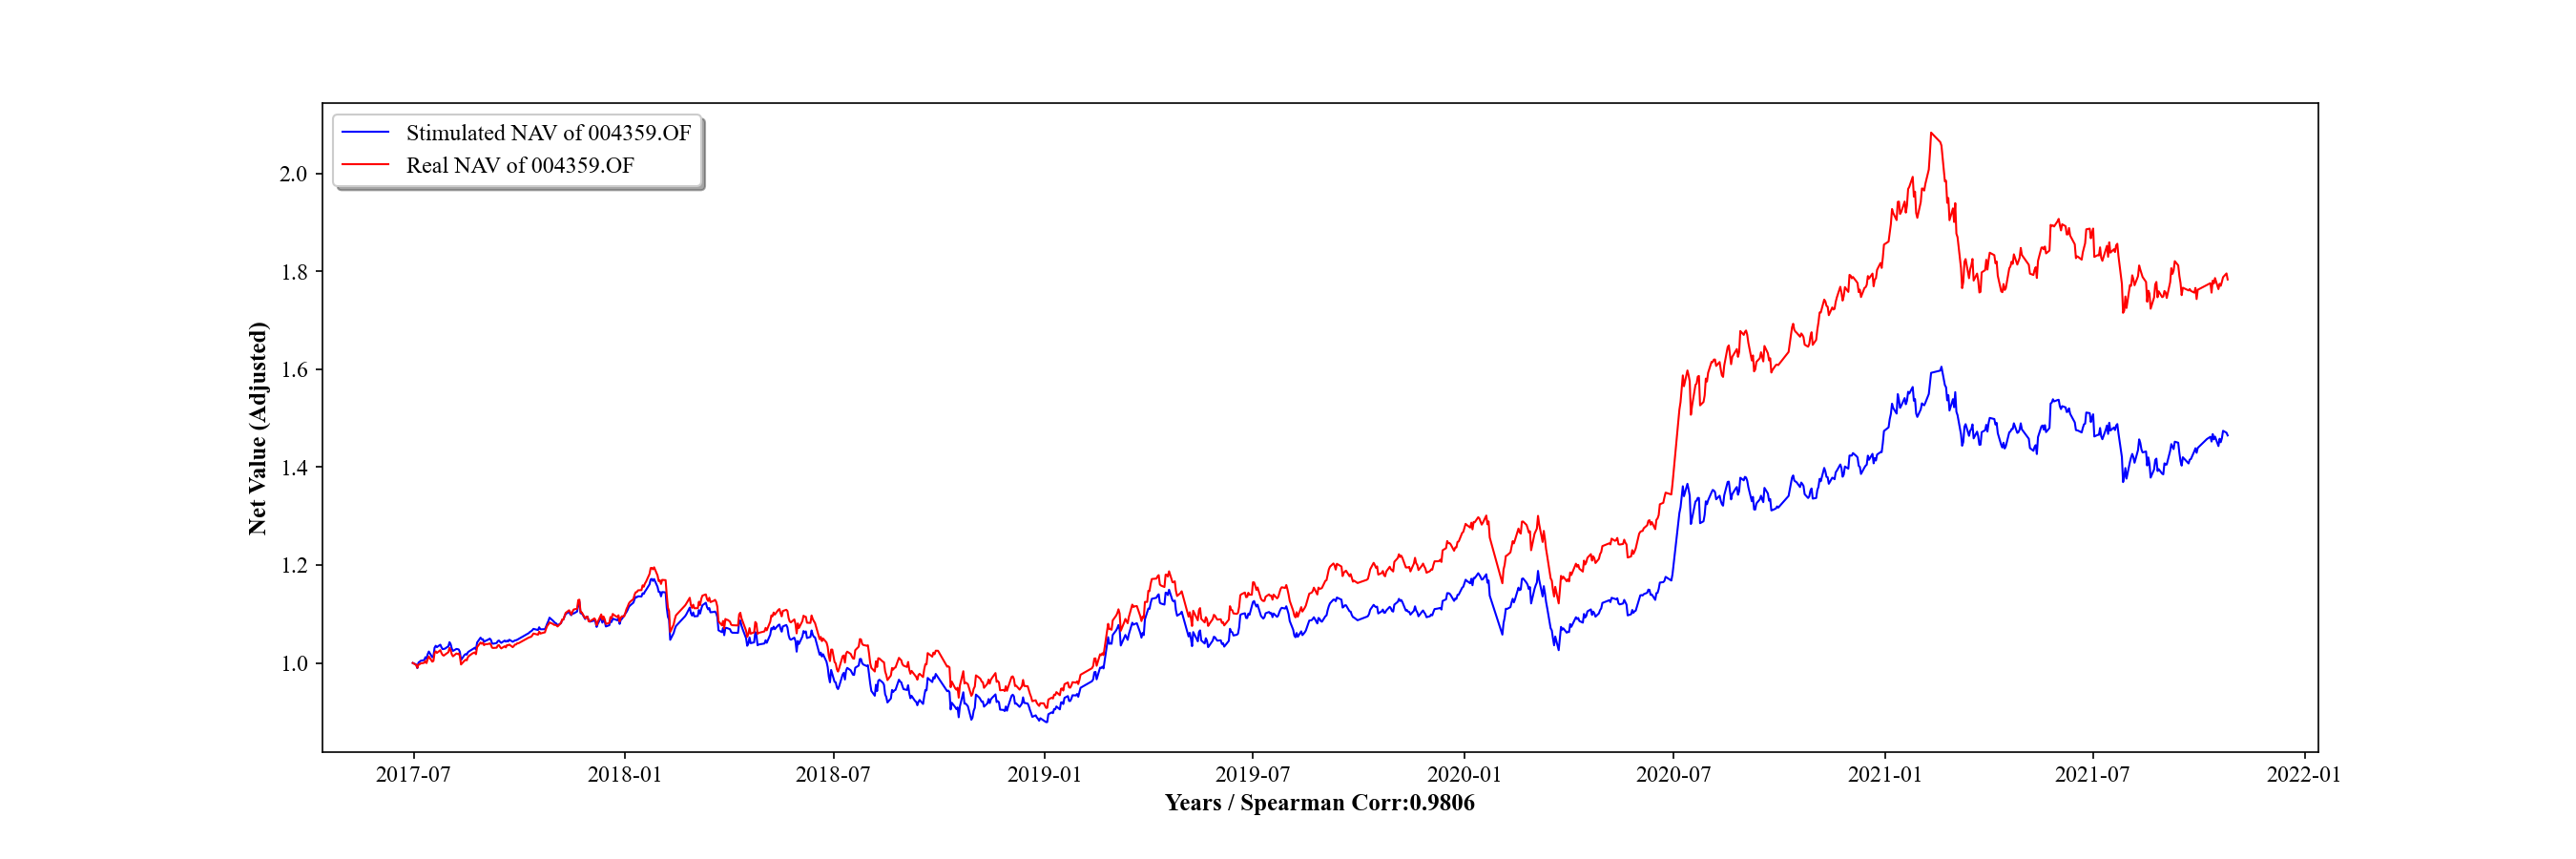 Stimulated NAV of 004359.OF
Real NAV of 004359.OF
Net Value (Adjusted)
2.0
1.8
1.6
1.4
1.2
1.0
2017-07 2018-01 2018-07 2019-01 2019-07 2020-01 2020-07 2021-01 2021-07 2022-01
Years / Spearman Corr:0.9806